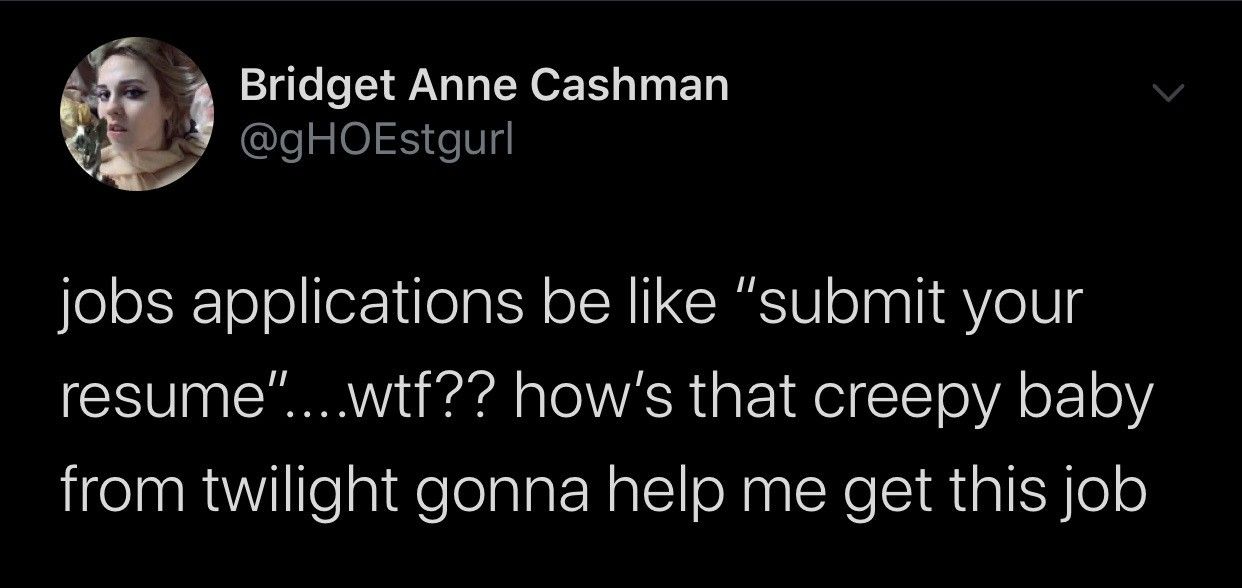 Bridget Anne Cashman
@gHOEstgurl
jobs applications be like “submit your
resume”....wtf?? how’s that creepy baby
from twilight gonna help me get this job